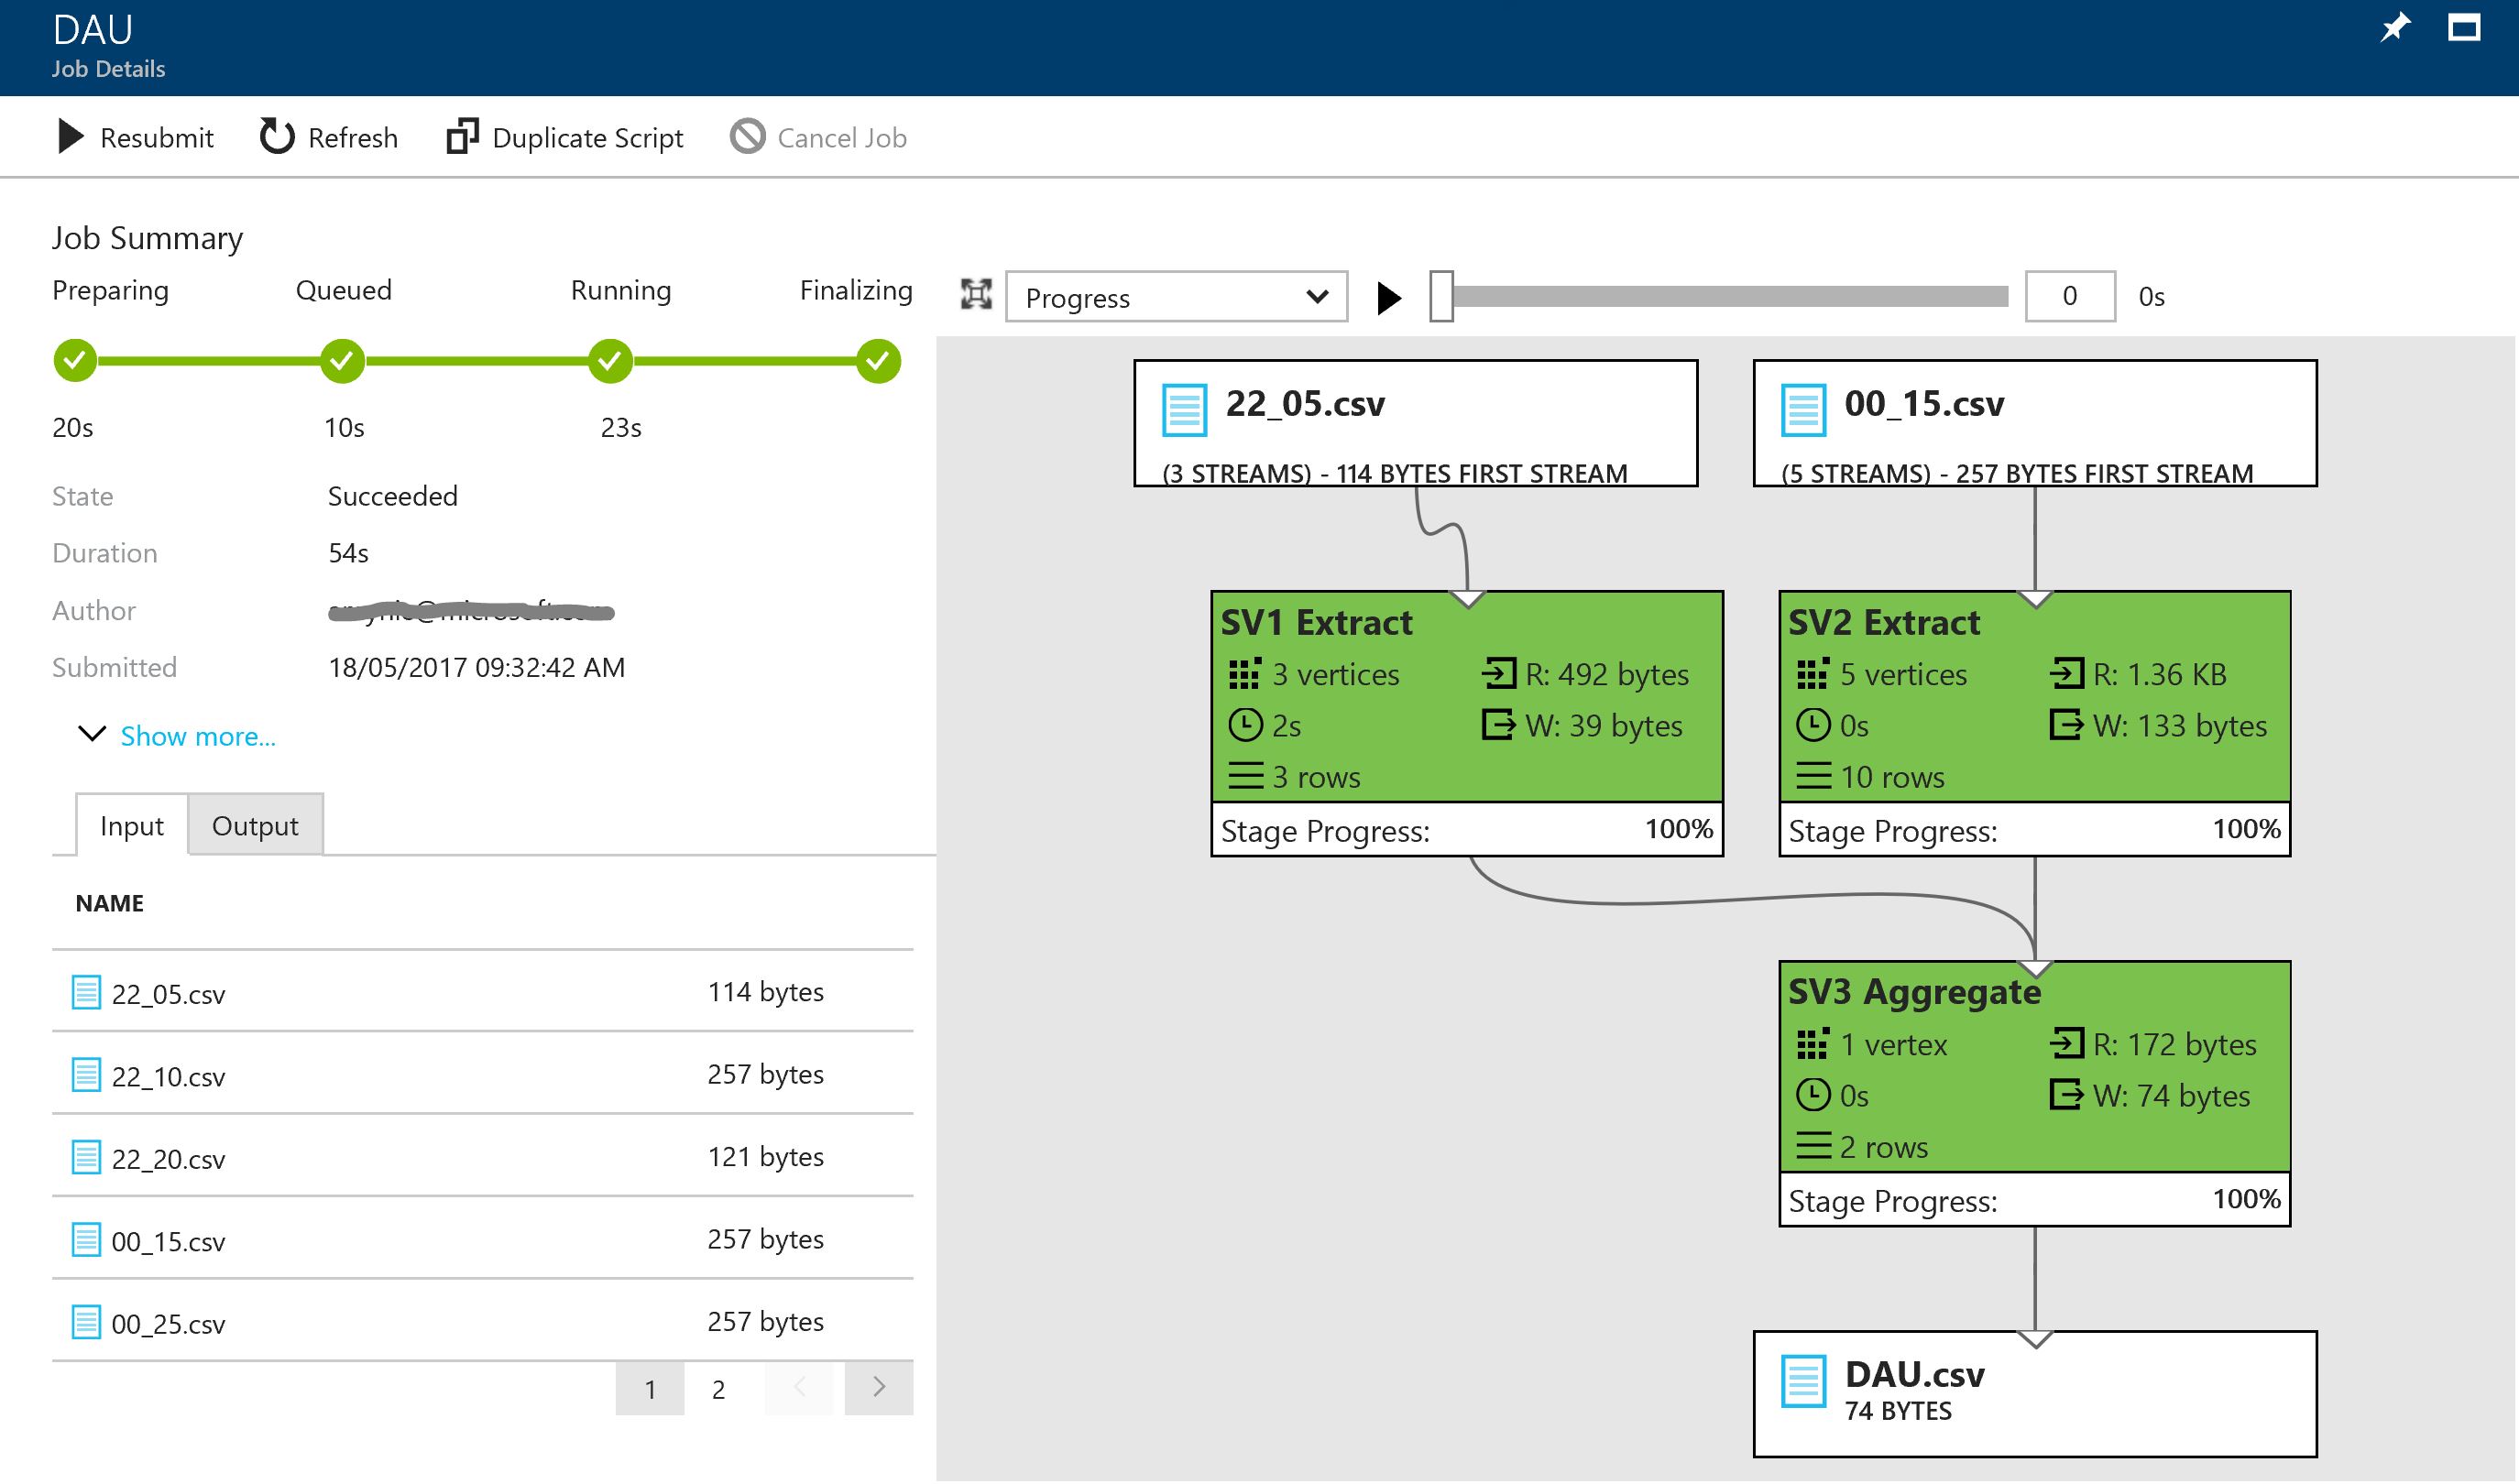 DAU
Job Details
Resubmit Refresh Duplicate Script Cancel Job
Job Summary
Preparing Queued Running Finalizing
20s 10s 23s
State Succeeded
Duration 54s
Author
Submitted 18/05/2017 09:32:42 AM
Show more...
Input Output
NAME
22_05.csv 114 bytes
22_10.csv 257 bytes
22_20.csv 121 bytes
00_15.csv 257 bytes
00_25.csv 257 bytes
1 2
Progress 0 0s
22_05.csv
(3 STREAMS) - 114 BYTES FIRST STREAM
00_15.csv
(5 STREAMS) - 257 BYTES FIRST STREAM
SV1 Extract
3 vertices R: 492 bytes
2s W: 39 bytes
3 rows
Stage Progress: 100%
SV2 Extract
5 vertices R: 1.36 KB
0s W: 133 bytes
10 rows
Stage Progress: 100%
SV3 Aggregate
1 vertex R: 172 bytes
0s W: 74 bytes
2 rows
Stage Progress: 100%
DAU.csv
74 BYTES